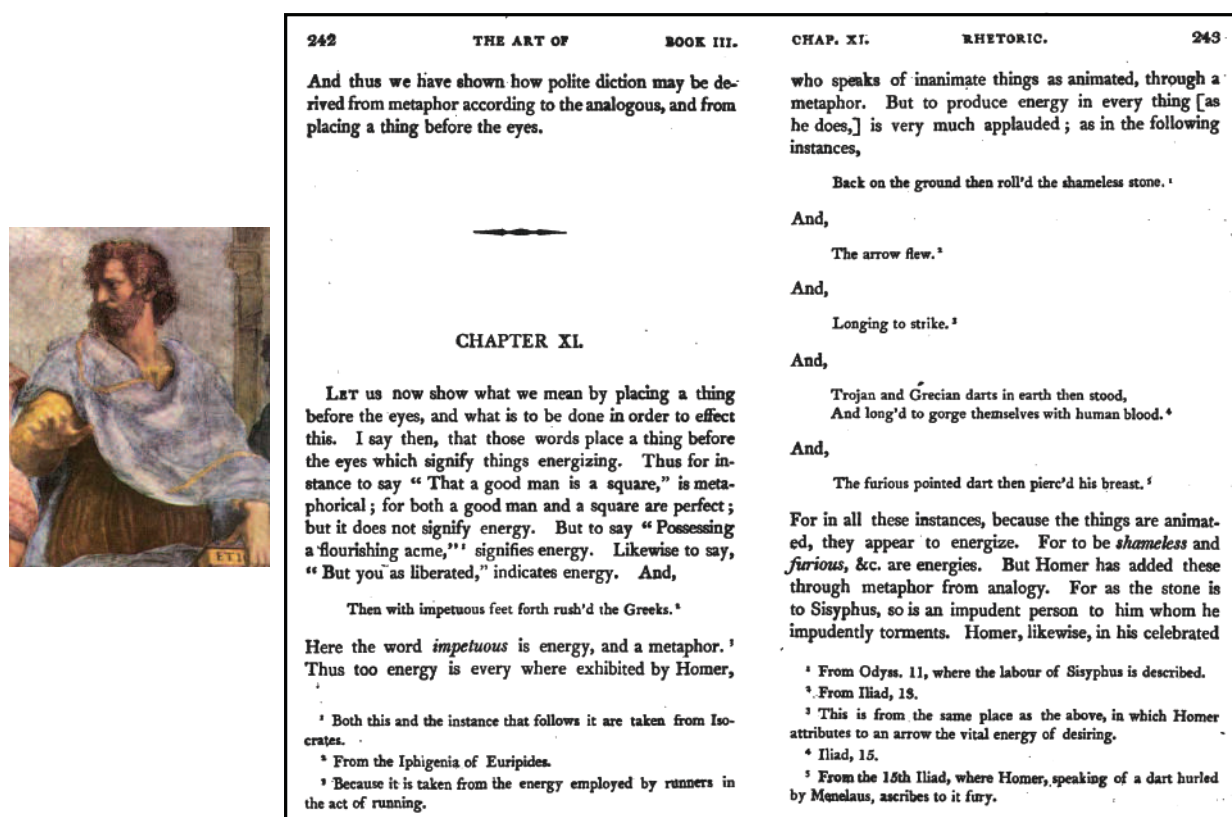 242 THE ART OF BOOK III.
And thus we have shown how polite diction may be de-
rived from metaphor according to the analogous, and from
placing a thing before the eyes.
CHAPTER XI.
LET us now show what we mean by placing a thing
before the eyes, and what is to be done in order to effect
this. I say then, that those words place a thing before
the eyes which signify things energizing. Thus for in-
stance to say “ That a good man is a square,” is meta-
phorical ; for both a good man and a square are perfect ;
but it does not signify energy. But to say “ Possessing
a flourishing acme,”¹ signifies energy. Likewise to say,
“ But you as liberated,” indicates energy. And,
Then with impetuous feet forth rush'd the Greeks.²
Here the word impetuous is energy, and a metaphor.³
Thus too energy is every where exhibited by Homer,
¹ Both this and the instance that follows it are taken from Iso-
crates.
² From the Iphigenia of Euripides.
³ Because it is taken from the energy employed by runners in
the act of running.
CHAP. XI. RHETORIC. 243
who speaks of inanimate things as animated, through a
metaphor. But to produce energy in every thing [as
he does,] is very much applauded ; as in the following
instances,
Back on the ground then roll'd the shameless stone.¹
And,
The arrow flew.²
And,
Longing to strike.³
And,
Trojan and Grecian darts in earth then stood,
And long'd to gorge themselves with human blood.⁴
And,
The furious pointed dart then pierc'd his breast.⁵
For in all these instances, because the things are animat-
ed, they appear to energize. For to be shameless and
furious, &c. are energies. But Homer has added these
through metaphor from analogy. For as the stone is
to Sisyphus, so is an impudent person to him whom he
impudently torments. Homer, likewise, in his celebrated
¹ From Odyss. 11, where the labour of Sisyphus is described.
² From Iliad, 13.
³ This is from the same place as the above, in which Homer
attributes to an arrow the vital energy of desiring.
⁴ Iliad, 15.
⁵ From the 15th Iliad, where Homer, speaking of a dart hurled
by Menelaus, ascribes to it fury.
ETI